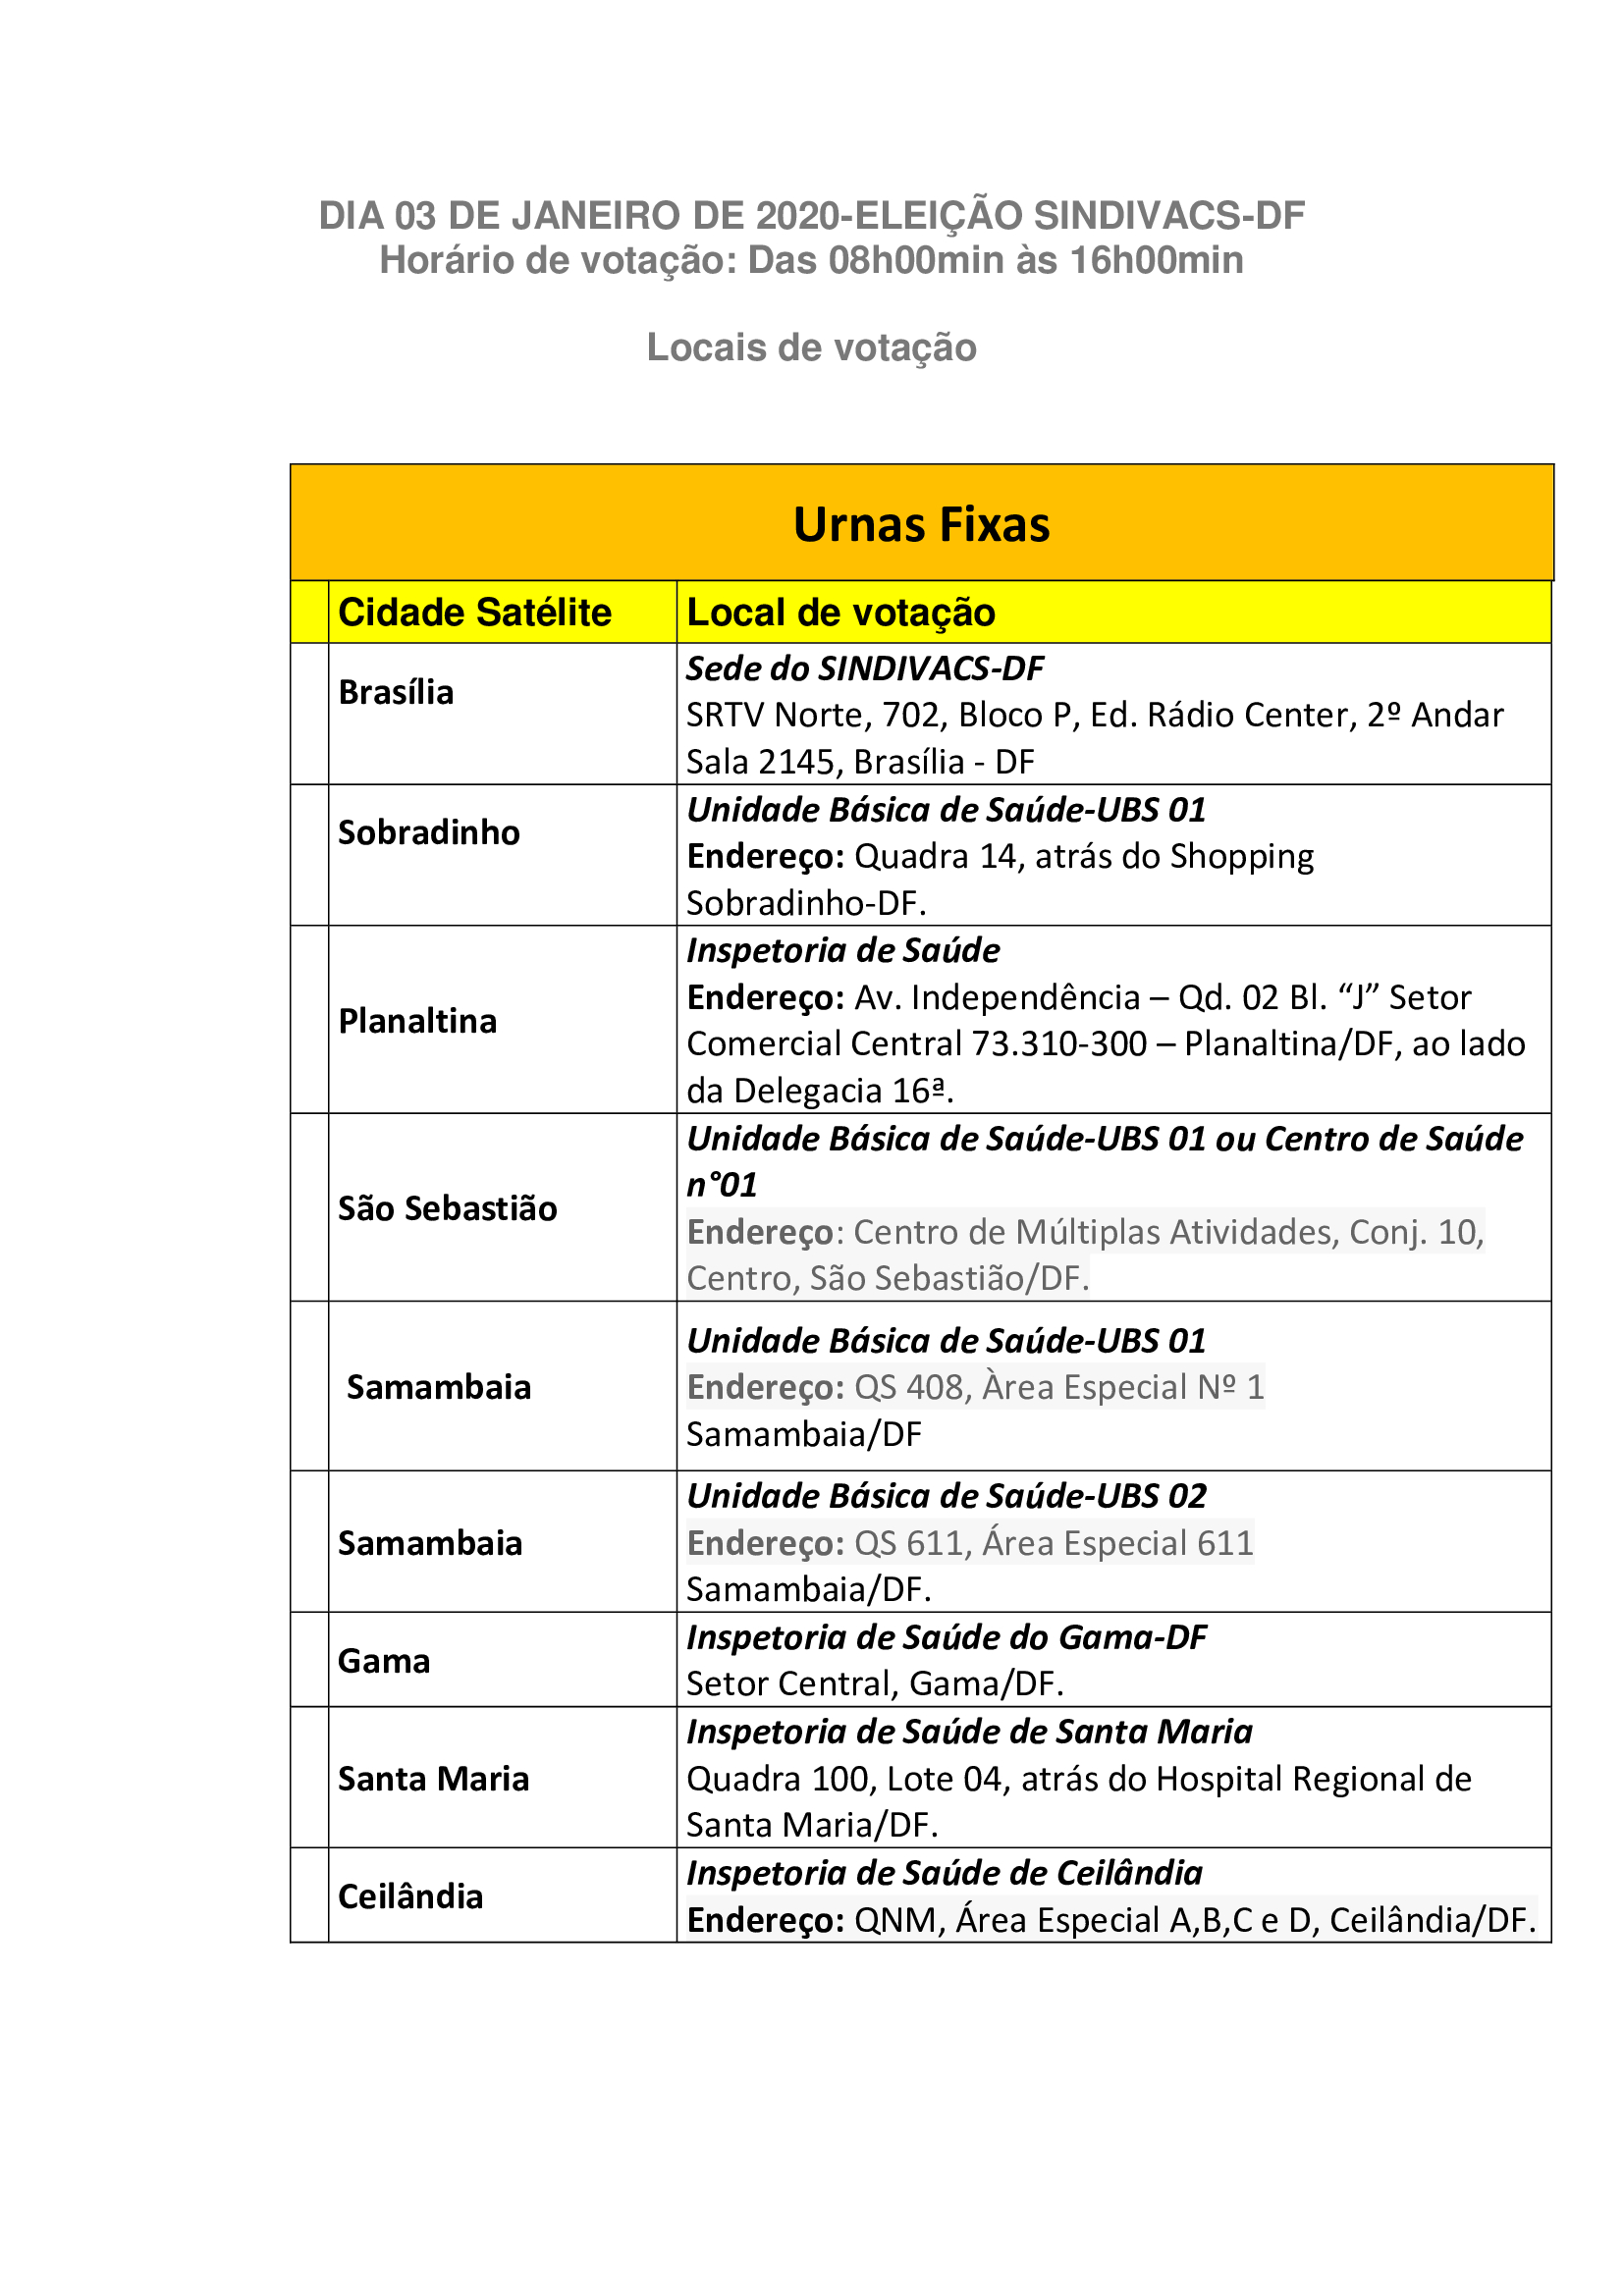 DIA 03 DE JANEIRO DE 2020-ELEIÇÃO SINDIVACS-DF
Horário de votação: Das 08h00min às 16h00min
Locais de votação
Urnas Fixas
Cidade Satélite Local de votação
Brasília
Sede do SINDIVACS-DF
SRTV Norte, 702, Bloco P, Ed. Rádio Center, 2º Andar
Sala 2145, Brasília - DF
Sobradinho
Unidade Básica de Saúde-UBS 01
Endereço: Quadra 14, atrás do Shopping
Sobradinho-DF.
Planaltina
Inspetoria de Saúde
Endereço: Av. Independência – Qd. 02 Bl. “J” Setor
Comercial Central 73.310-300 – Planaltina/DF, ao lado
da Delegacia 16ª.
São Sebastião
Unidade Básica de Saúde-UBS 01 ou Centro de Saúde
n°01
Endereço: Centro de Múltiplas Atividades, Conj. 10,
Centro, São Sebastião/DF.
Samambaia
Unidade Básica de Saúde-UBS 01
Endereço: QS 408, Àrea Especial Nº 1
Samambaia/DF
Samambaia
Unidade Básica de Saúde-UBS 02
Endereço: QS 611, Área Especial 611
Samambaia/DF.
Gama
Inspetoria de Saúde do Gama-DF
Setor Central, Gama/DF.
Santa Maria
Inspetoria de Saúde de Santa Maria
Quadra 100, Lote 04, atrás do Hospital Regional de
Santa Maria/DF.
Ceilândia
Inspetoria de Saúde de Ceilândia
Endereço: QNM, Área Especial A,B,C e D, Ceilândia/DF.